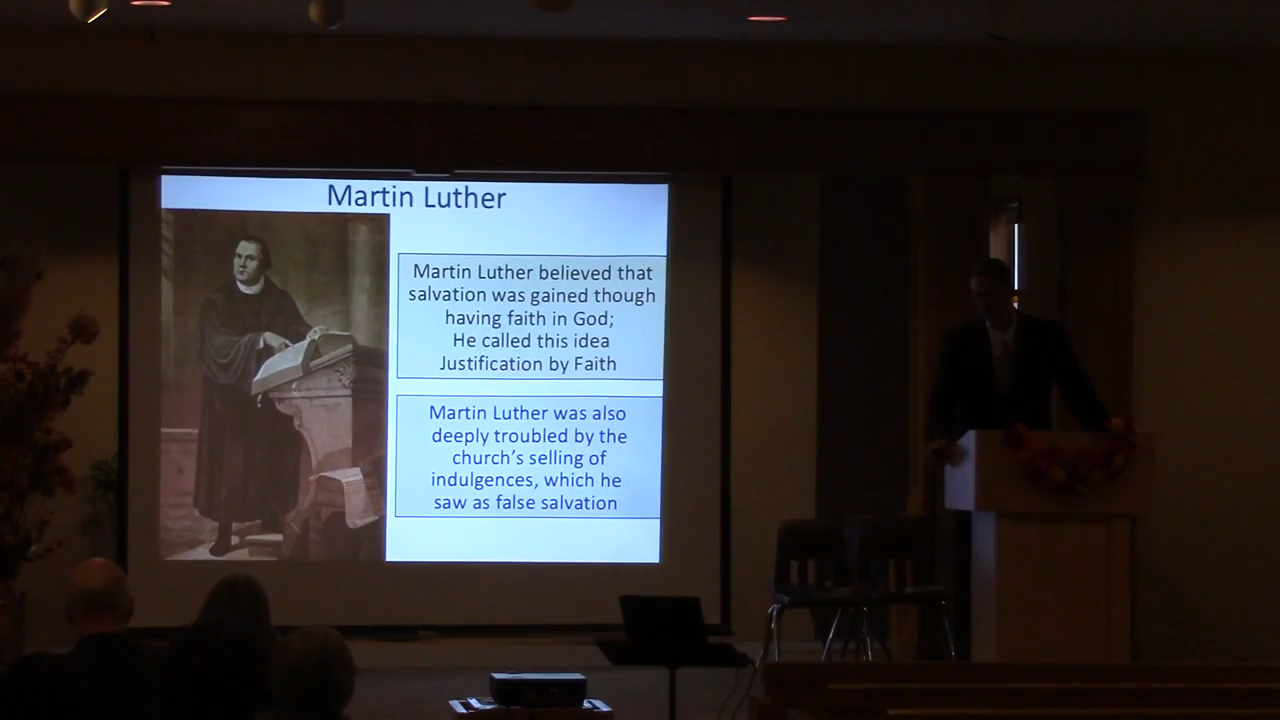 Martin Luther
Martin Luther believed that
salvation was gained though
having faith in God;
He called this idea
Justification by Faith
Martin Luther was also
deeply troubled by the
church's selling of
indulgences, which he
saw as false salvation